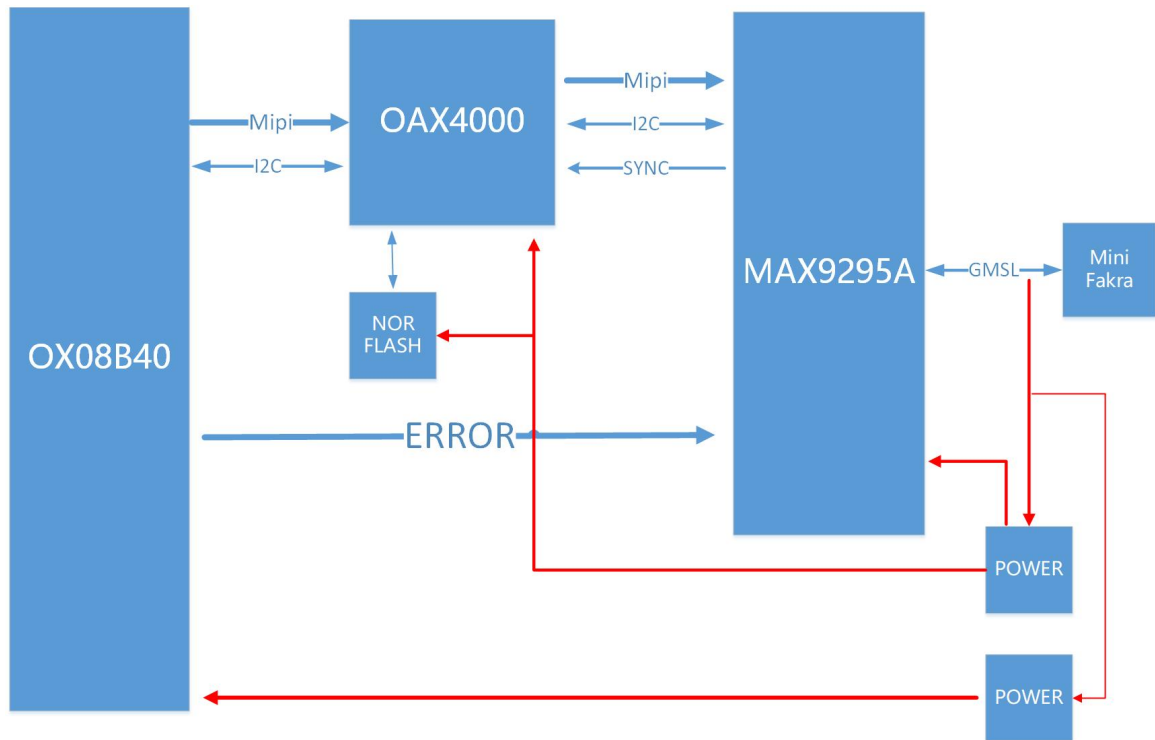 Mipi
OAX4000
Mipi
I2C
I2C
SYNC
MAX9295A
GMSL
Mini
Fakra
NOR
FLASH
OX08B40
ERROR
POWER
POWER